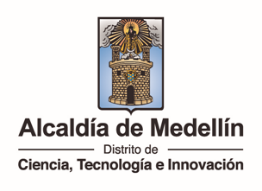 Alcaldía de Medellín
Distrito de
Ciencia, Tecnología e Innovación